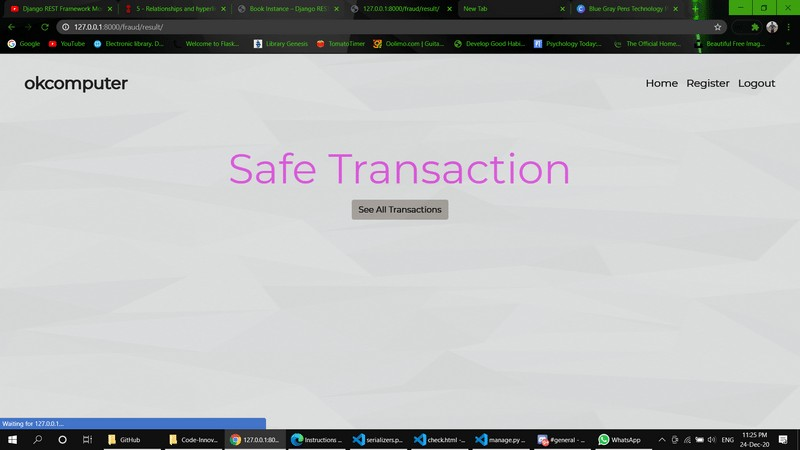 Django REST Framework Mo
5 - Relationships and hyperli
Book Instance – Django RES
127.0.0.1:8000/fraud/result/
New Tab
Blue Gray Pens Technology
127.0.0.1:8000/fraud/result/
Google
YouTube
Electronic library. D...
Welcome to Flask...
Library Genesis
TomatoTimer
Oolimo.com | Guita...
Develop Good Habi...
Psychology Today:...
The Official Home...
Beautiful Free Imag...
»
okcomputer
Home Register Logout
Safe Transaction
See All Transactions
Waiting for 127.0.0.1...
GitHub
Code-Innov...
127.0.0.1:80...
Instructions ...
serializers.p...
check.html -...
manage.py ...
#general - ...
WhatsApp
ENG
11:25 PM
24-Dec-20